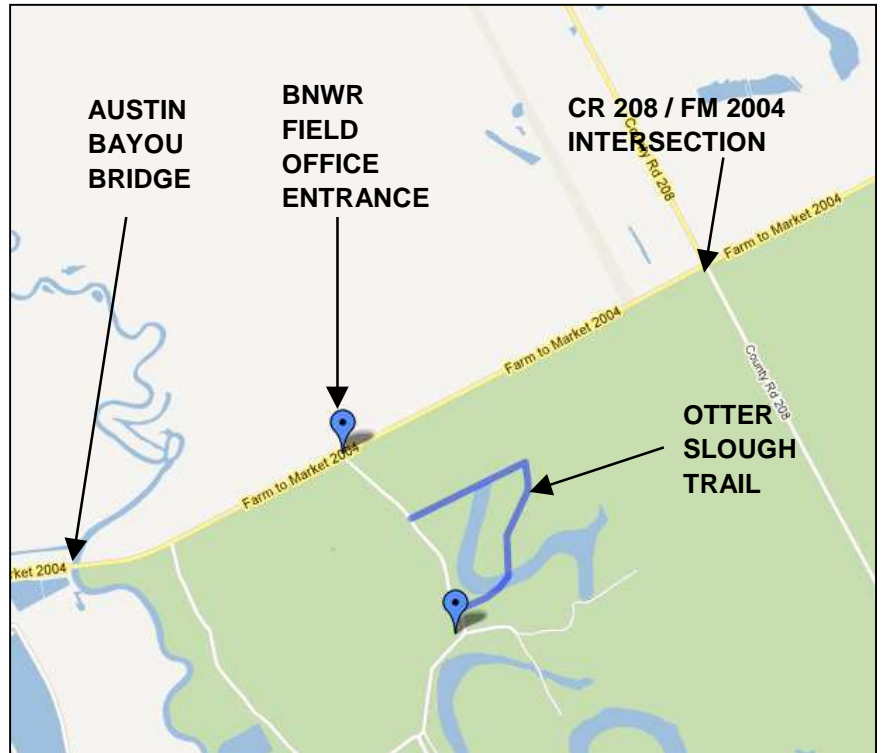 AUSTIN
BAYOU
BRIDGE
BNWR
FIELD
OFFICE
ENTRANCE
CR 208 / FM 2004
INTERSECTION
County Rd 208
Farm to Market 2004
Farm to Market 2004
County Rd 208
OTTER
SLOUGH
TRAIL
Farm to Market 2004
rket 2004